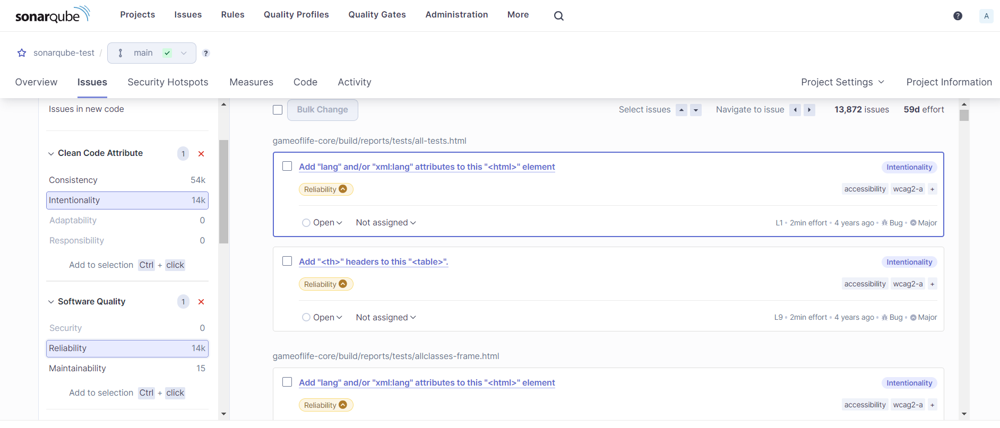 sonarqube Projects Issues Rules Quality Profiles Quality Gates Administration More ? A
sonarqube-test / main ?
Overview Issues Security Hotspots Measures Code Activity Project Settings Project Information
Issues in new code
Clean Code Attribute 1
Consistency 54k
Intentionality 14k
Adaptability 0
Responsibility 0
Add to selection Ctrl + click
Software Quality 1
Security 0
Reliability 14k
Maintainability 15
Add to selection Ctrl + click
Bulk Change Select issues Navigate to issue 13,872 issues 59d effort
gameoflife-core/build/reports/tests/all-tests.html
Add "lang" and/or "xml:lang" attributes to this "<html>" element Intentionality
Reliability accessibility wcag2-a +
Open Not assigned L1 • 2min effort • 4 years ago • Bug • Major
Add "<th>" headers to this "<table>". Intentionality
Reliability accessibility wcag2-a +
Open Not assigned L9 • 2min effort • 4 years ago • Bug • Major
gameoflife-core/build/reports/tests/allclasses-frame.html
Add "lang" and/or "xml:lang" attributes to this "<html>" element Intentionality
Reliability accessibility wcag2-a +